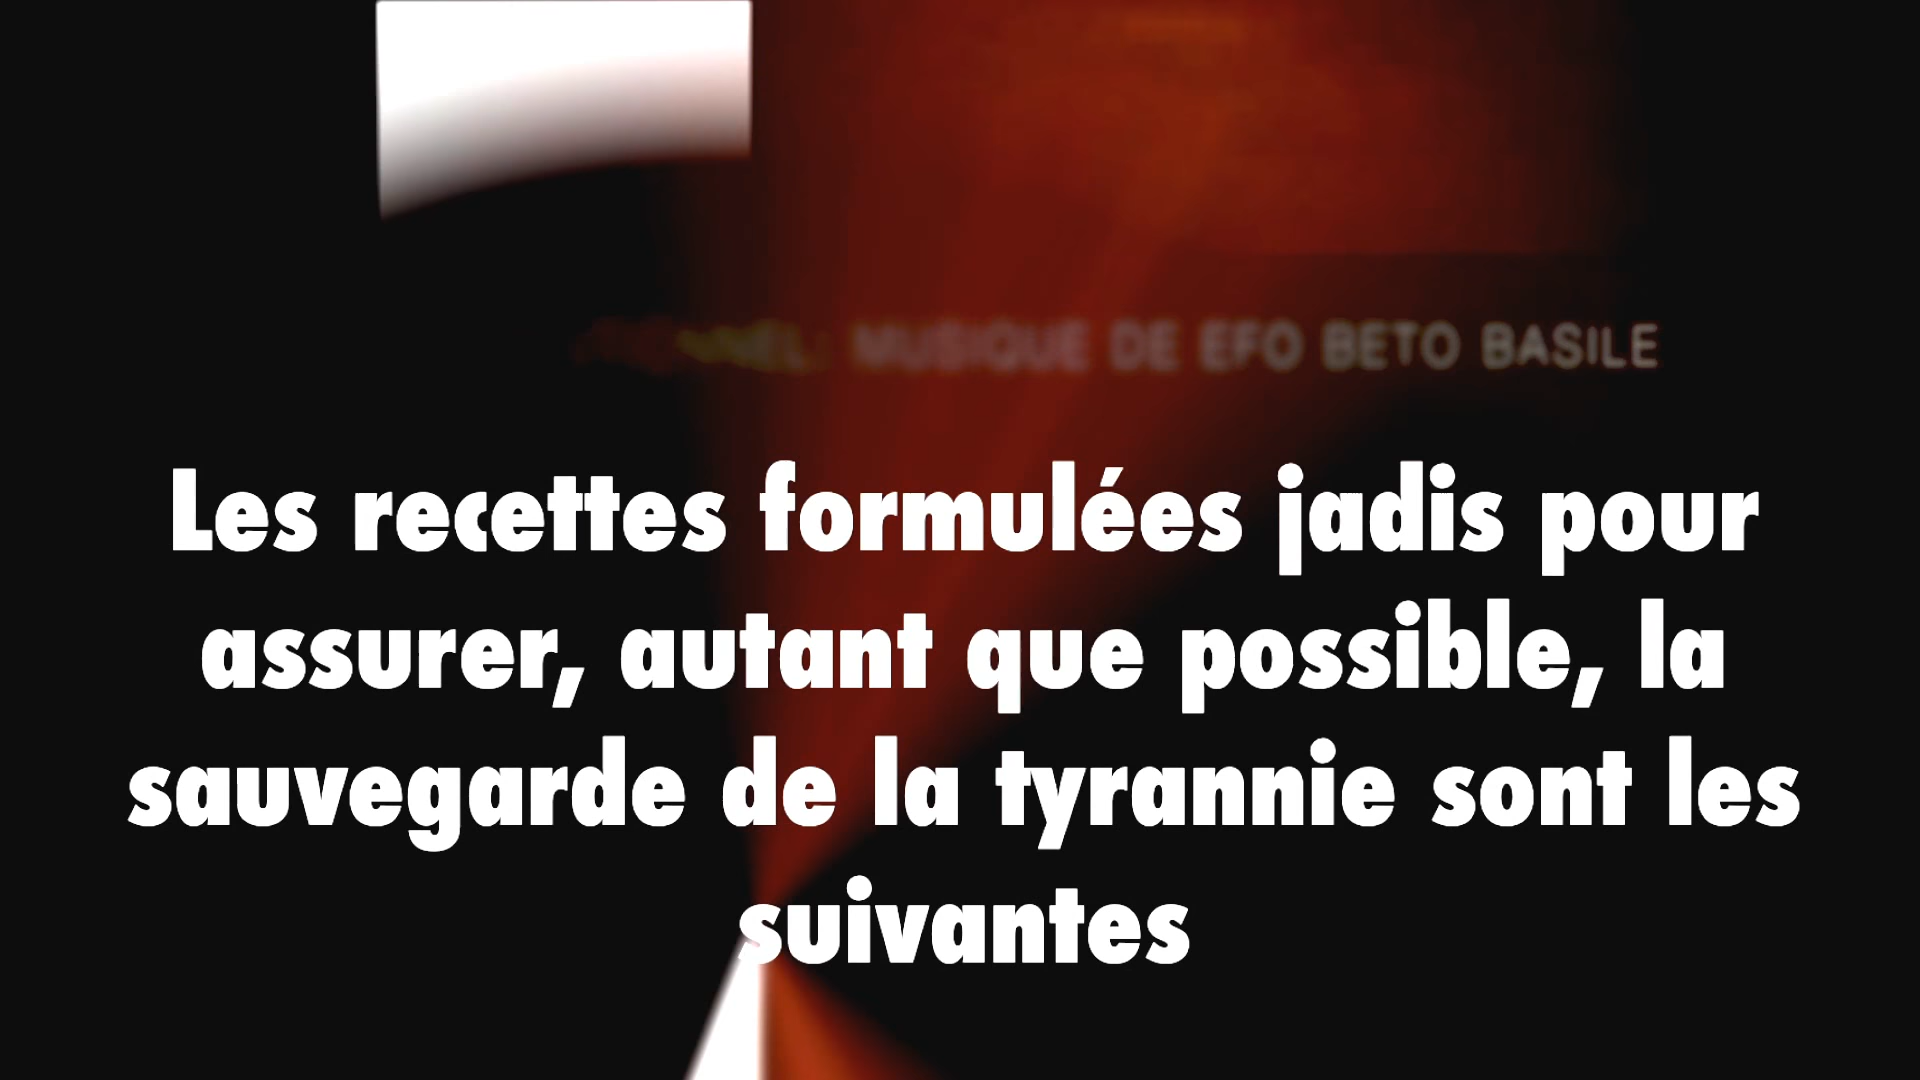 MUSIQUE DE EFO BETO BASILE
Les recettes formulées jadis pour
assurer, autant que possible, la
sauvegarde de la tyrannie sont les
suivantes